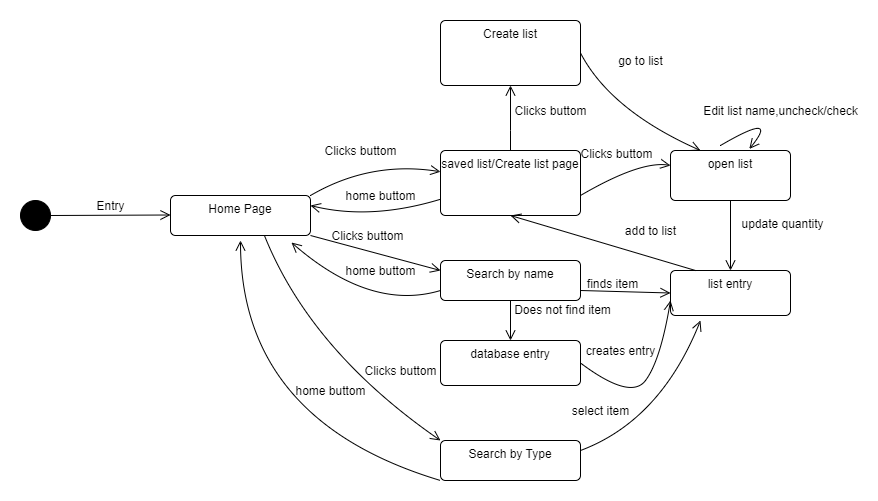 Create list
go to list
Clicks buttom
Edit list name,uncheck/check
Clicks buttom
saved list/Create list page
Clicks buttom
open list
home buttom
Entry
Home Page
update quantity
add to list
Clicks buttom
home buttom
Search by name
finds item
list entry
Does not find item
database entry
creates entry
Clicks buttom
home buttom
select item
Search by Type